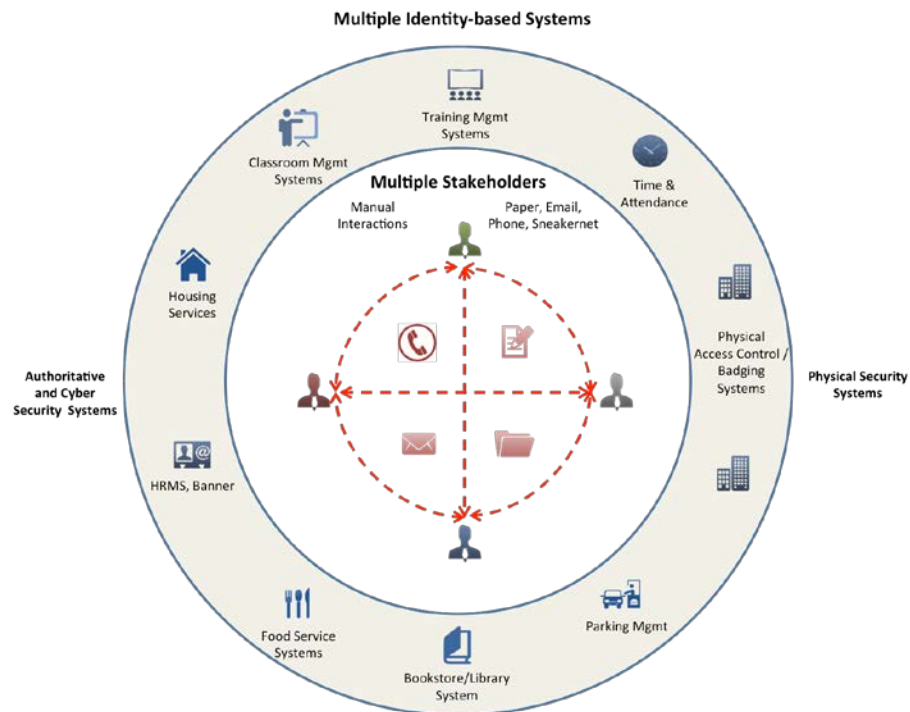 Multiple Identity-based Systems
Training Mgmt
Systems
Classroom Mgmt
Systems
Time &
Attendance
Multiple Stakeholders
Manual
Interactions
Paper, Email,
Phone, Sneakernet
Housing
Services
Physical
Access Control /
Badging
Systems
Authoritative
and Cyber
Security Systems
Physical Security
Systems
HRMS, Banner
Food Service
Systems
Parking Mgmt
Bookstore/Library
System